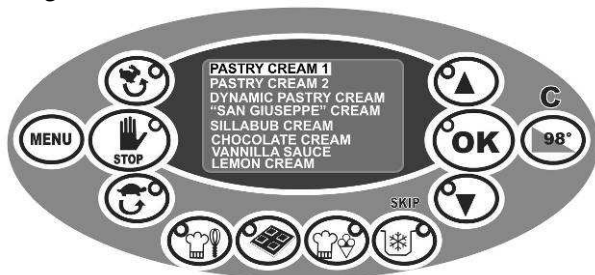 PASTRY CREAM 1
PASTRY CREAM 2
DYNAMIC PASTRY CREAM
“SAN GIUSEPPE” CREAM
SILLABUB CREAM
CHOCOLATE CREAM
VANNILLA SAUCE
LEMON CREAM
MENU
STOP
OK
C
98°
SKIP